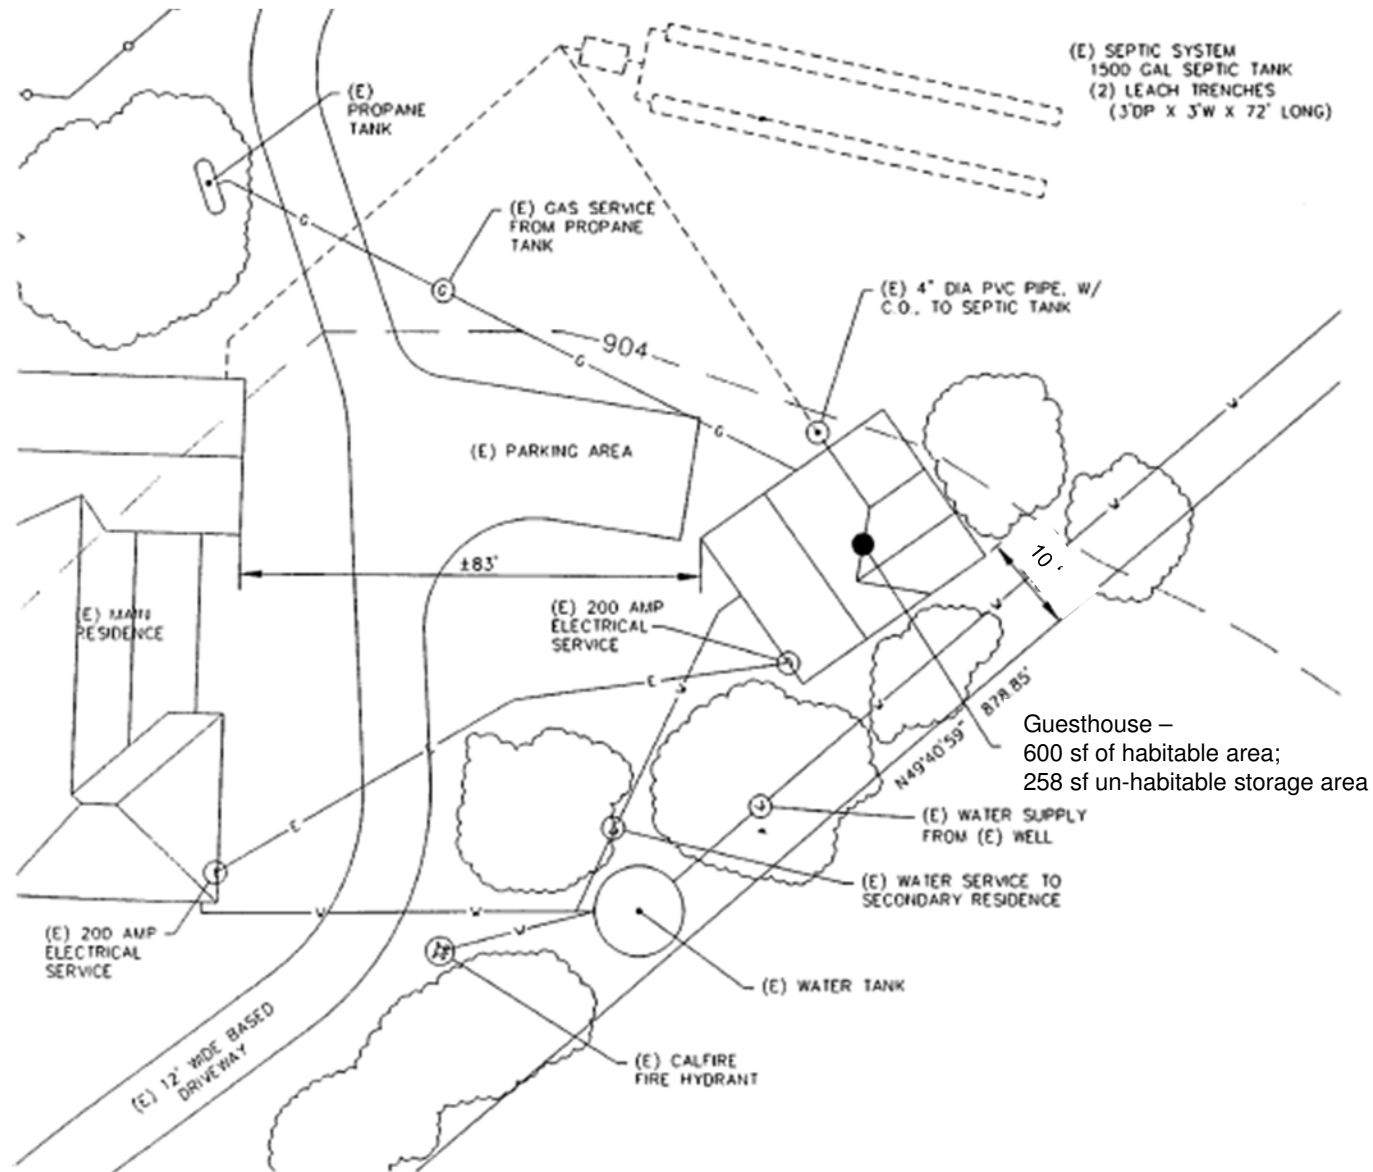 (E) SEPTIC SYSTEM
1500 GAL SEPTIC TANK
(2) LEACH TRENCHES
(3'DP X 3'W X 72' LONG)
(E)
PROPANE
TANK
G
(E) GAS SERVICE
FROM PROPANE
TANK
G
(E) 4" DIA PVC PIPE, W/
C.O., TO SEPTIC TANK
904
G
W
G
(E) PARKING AREA
W
±83'
10'
(E) 200 AMP
ELECTRICAL
SERVICE
W
(E) MAIN
RESIDENCE
E
W
W
N49°40'59" 878.85'
Guesthouse –
600 sf of habitable area;
258 sf un-habitable storage area
E
(E) WATER SUPPLY
FROM (E) WELL
(E) WATER SERVICE TO
SECONDARY RESIDENCE
W
W
W
(E) 200 AMP
ELECTRICAL
SERVICE
(E) WATER TANK
(E) 12' WIDE BASED
DRIVEWAY
(E) CALFIRE
FIRE HYDRANT